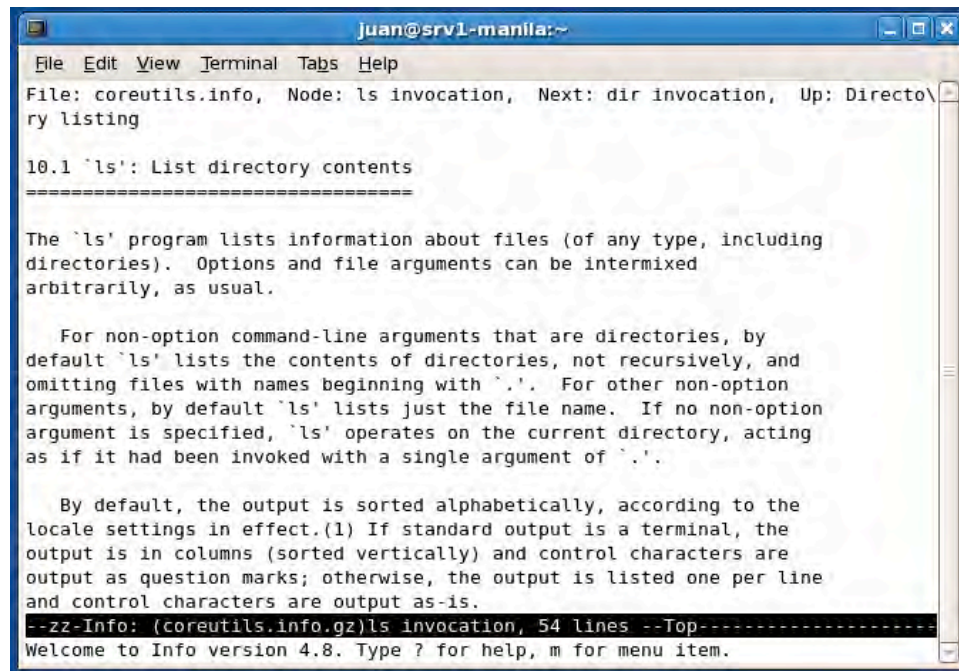 juan@srv1-manila:~
File Edit View Terminal Tabs Help
File: coreutils.info,  Node: ls invocation,  Next: dir invocation,  Up: Directo\
ry listing
10.1 `ls': List directory contents
==================================
The `ls' program lists information about files (of any type, including
directories).  Options and file arguments can be intermixed
arbitrarily, as usual.
For non-option command-line arguments that are directories, by
default `ls' lists the contents of directories, not recursively, and
omitting files with names beginning with `.'.  For other non-option
arguments, by default `ls' lists just the file name.  If no non-option
argument is specified, `ls' operates on the current directory, acting
as if it had been invoked with a single argument of `.'.
By default, the output is sorted alphabetically, according to the
locale settings in effect.(1) If standard output is a terminal, the
output is in columns (sorted vertically) and control characters are
output as question marks; otherwise, the output is listed one per line
and control characters are output as-is.
--zz-Info: (coreutils.info.gz)ls invocation, 54 lines --Top---------------------
Welcome to Info version 4.8. Type ? for help, m for menu item.